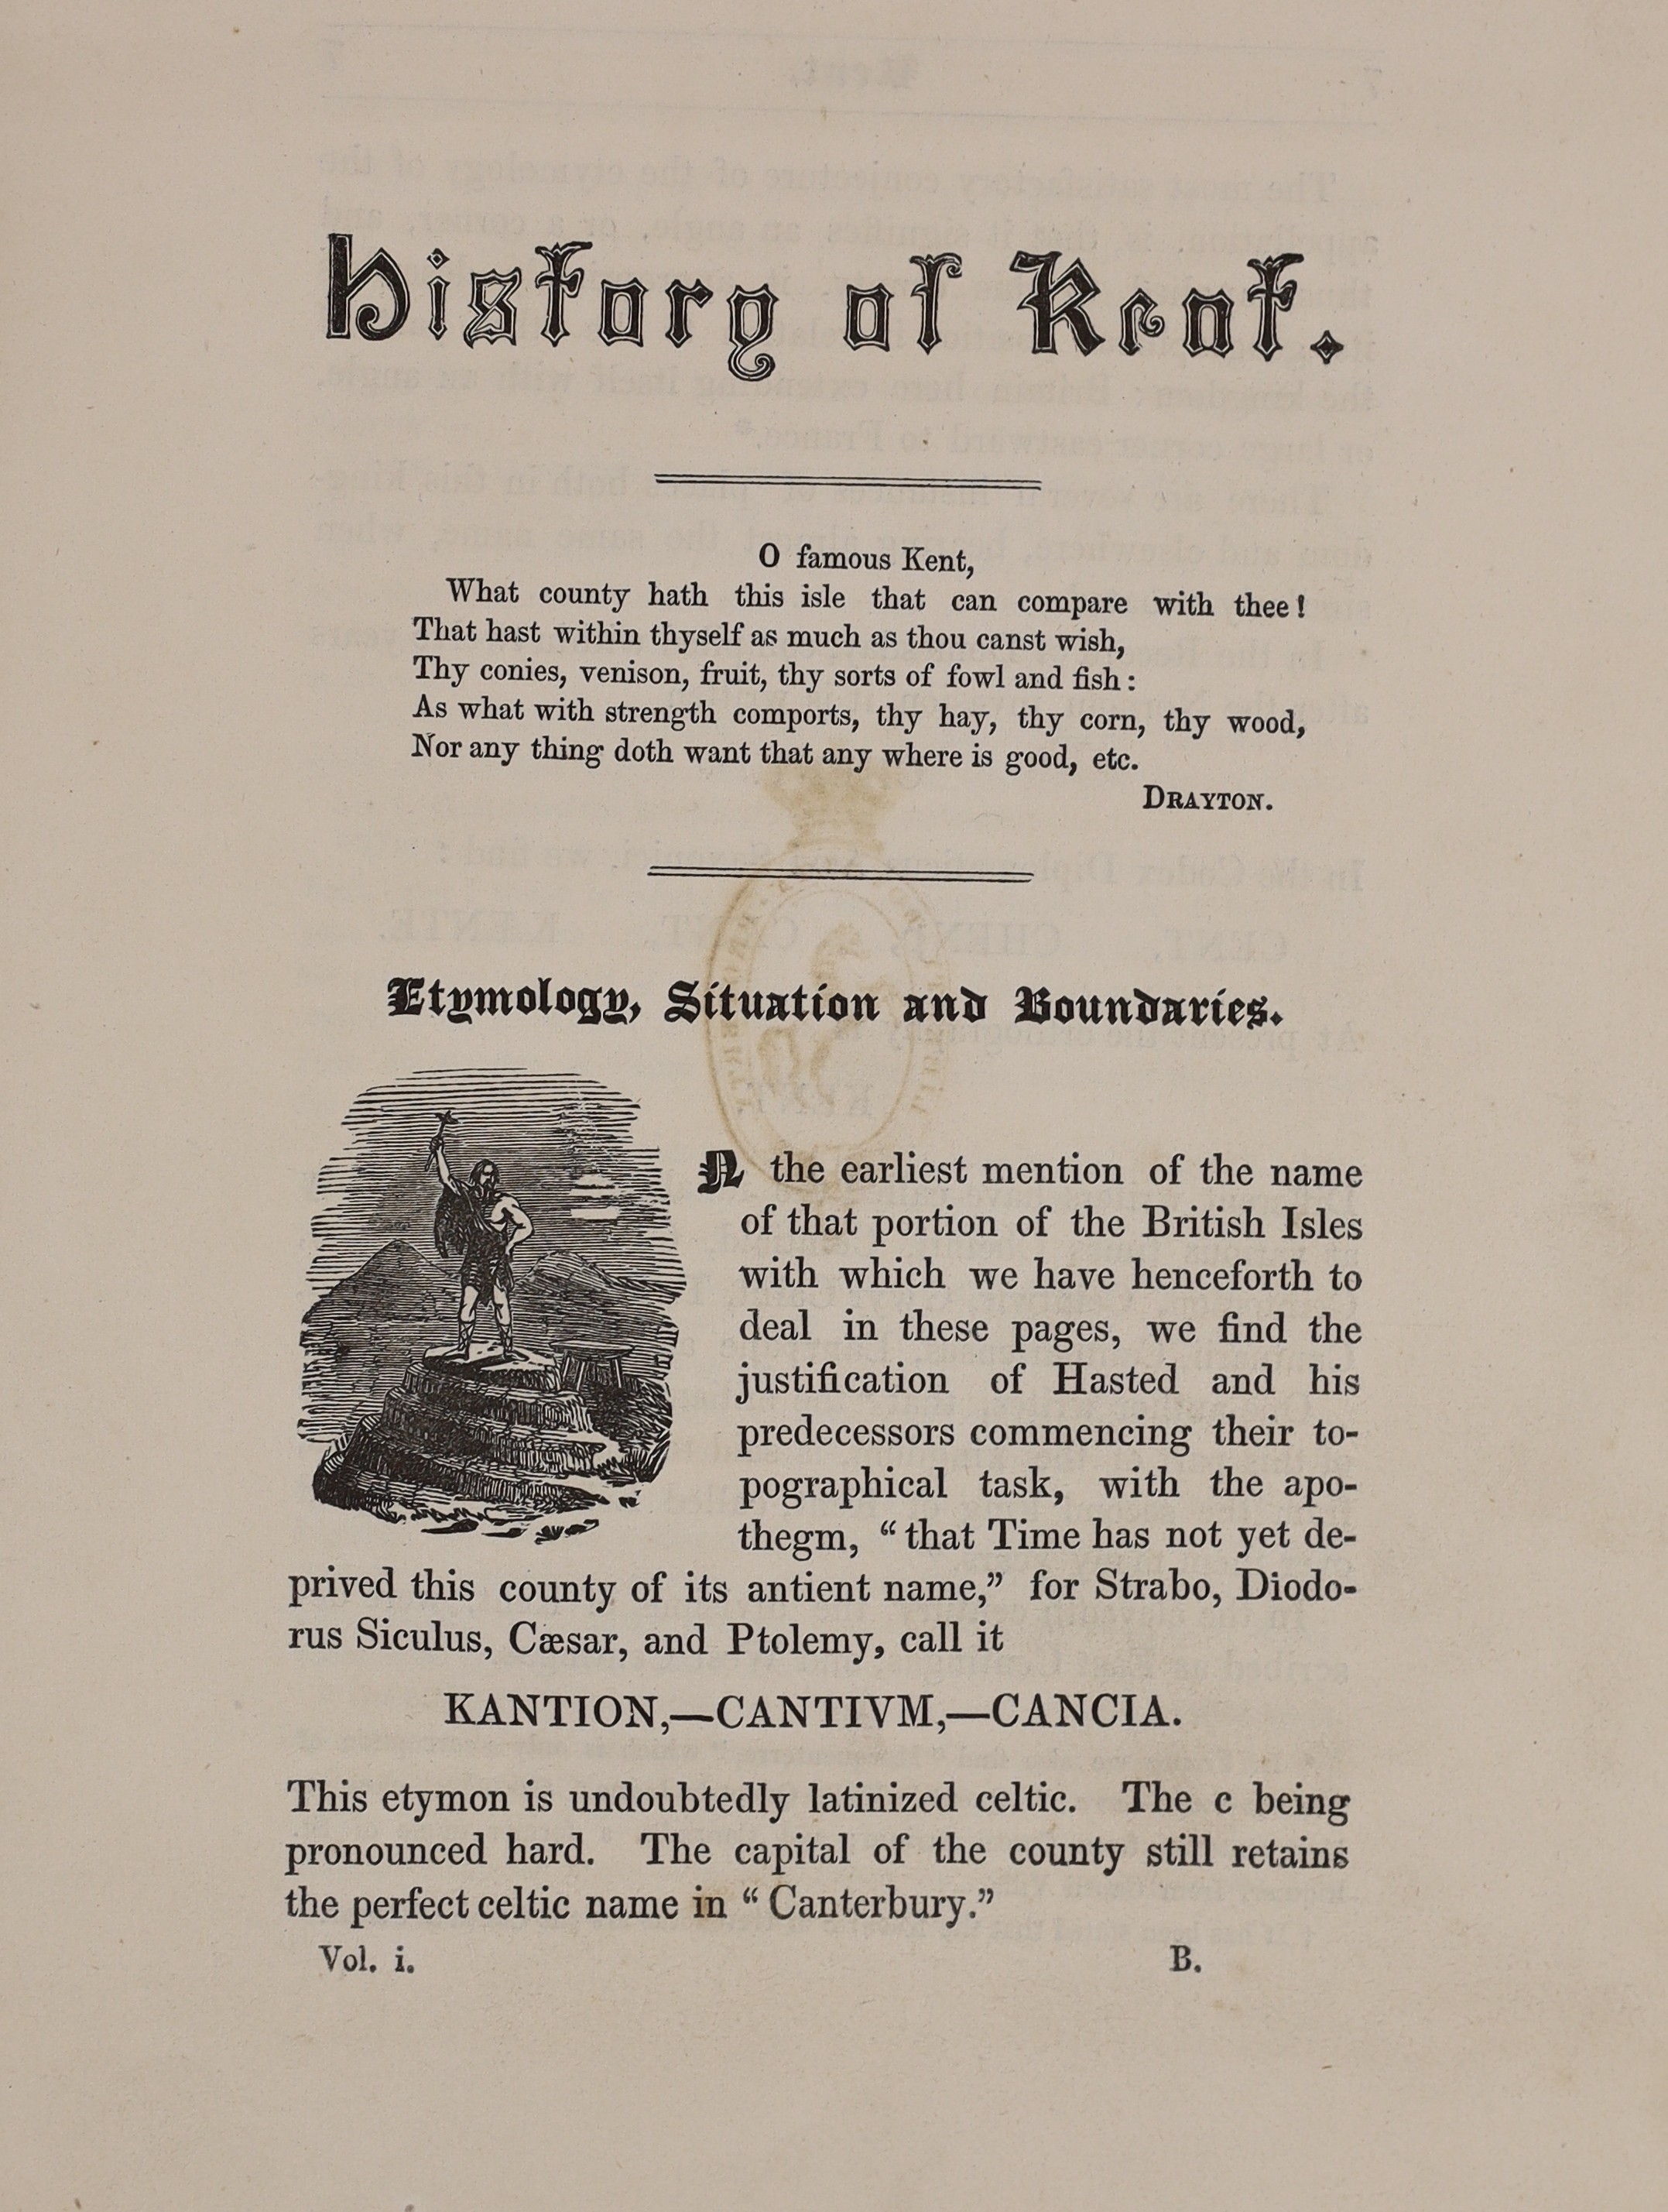 History of Kent.
O famous Kent,
What county hath this isle that can compare with thee!
That hast within thyself as much as thou canst wish,
Thy conies, venison, fruit, thy sorts of fowl and fish:
As what with strength comports, thy hay, thy corn, thy wood,
Nor any thing doth want that any where is good, etc.
DRAYTON.
Etymology, Situation and Boundaries.
N the earliest mention of the name
of that portion of the British Isles
with which we have henceforth to
deal in these pages, we find the
justification of Hasted and his
predecessors commencing their to-
pographical task, with the apo-
thegm, “that Time has not yet de-
prived this county of its antient name,” for Strabo, Diodo-
rus Siculus, Cæsar, and Ptolemy, call it
KANTION,—CANTIVM,—CANCIA.
This etymon is undoubtedly latinized celtic. The c being
pronounced hard. The capital of the county still retains
the perfect celtic name in “Canterbury.”
Vol. i. B.